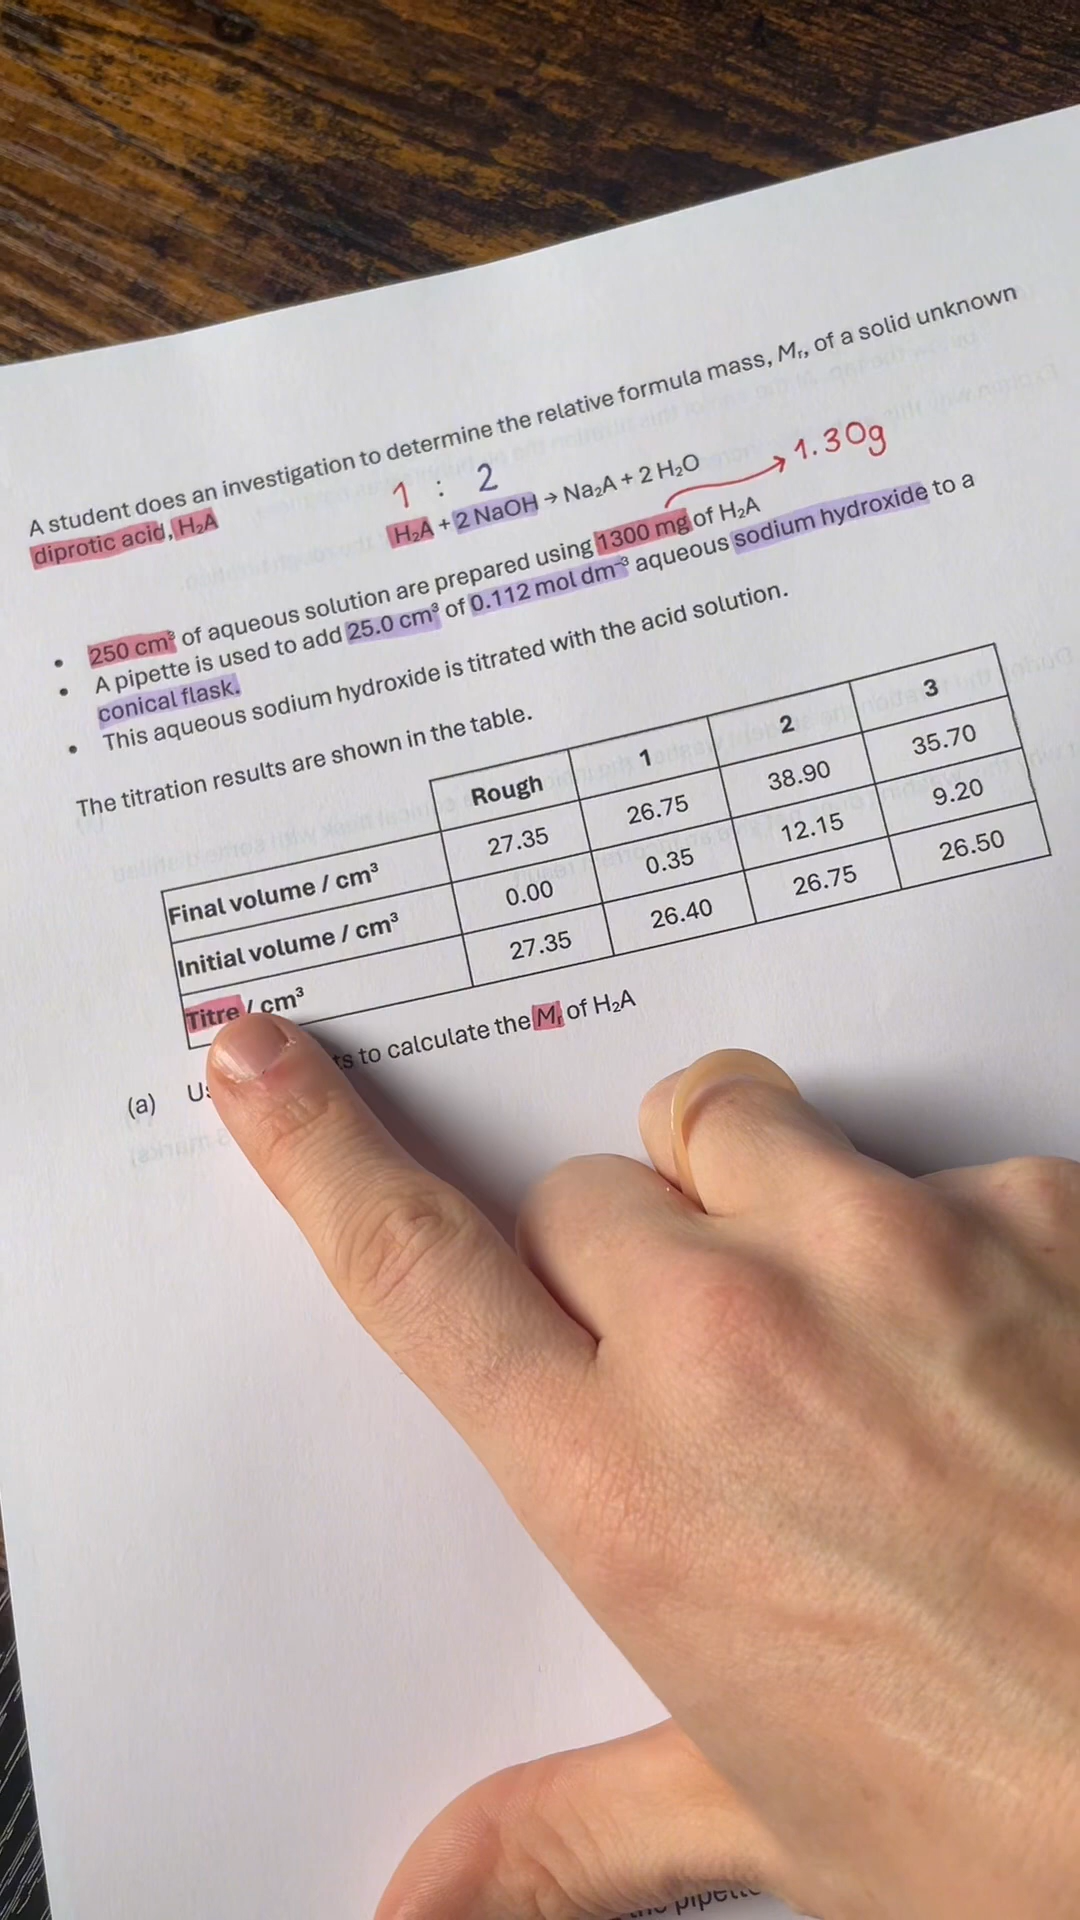 A student does an investigation to determine the relative formula mass, Mᵣ, of a solid unknown
diprotic acid, H₂A
1 : 2
H₂A + 2 NaOH → Na₂A + 2 H₂O
1.30g
• 250 cm³ of aqueous solution are prepared using 1300 mg of H₂A
• A pipette is used to add 25.0 cm³ of 0.112 mol dm⁻³ aqueous sodium hydroxide to a
conical flask.
• This aqueous sodium hydroxide is titrated with the acid solution.
The titration results are shown in the table.
Rough 1 2 3
Final volume / cm³ 27.35 26.75 38.90 35.70
Initial volume / cm³ 0.00 0.35 12.15 9.20
Titre / cm³ 27.35 26.40 26.75 26.50
(a) to calculate the Mᵣ of H₂A